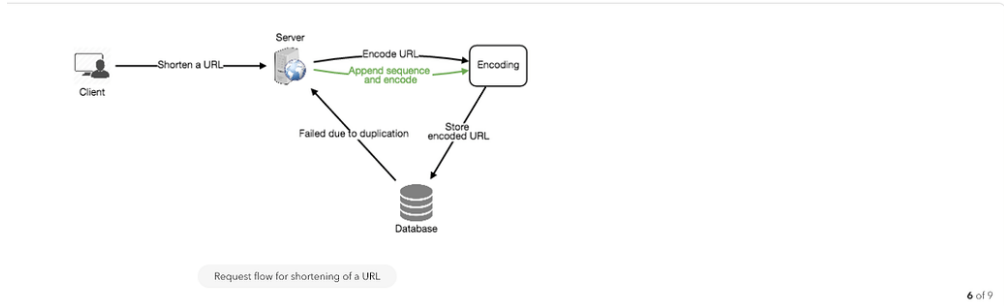 Server
Encode URL
Shorten a URL
Append sequence
and encode
Encoding
Client
Failed due to duplication
Store
encoded URL
Database
Request flow for shortening of a URL
6 of 9